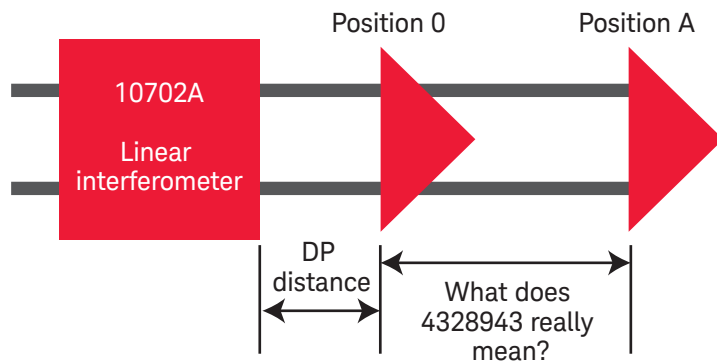 Position 0
Position A
10702A
Linear
interferometer
DP
distance
What does
4328943 really
mean?